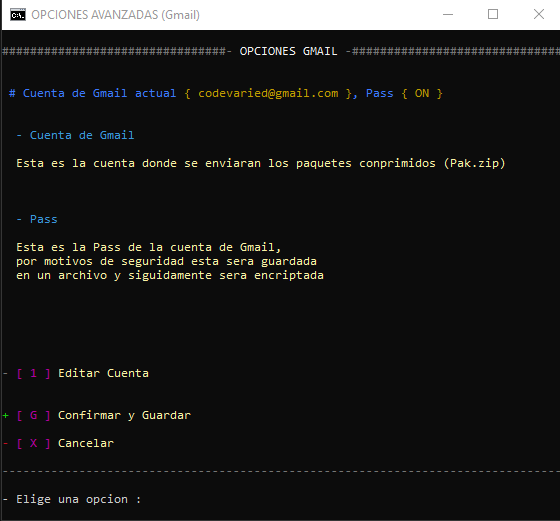 OPCIONES AVANZADAS (Gmail)
################################- OPCIONES GMAIL -##############################
# Cuenta de Gmail actual { codevaried@gmail.com }, Pass { ON }
- Cuenta de Gmail
Esta es la cuenta donde se enviaran los paquetes conprimidos (Pak.zip)
- Pass
Esta es la Pass de la cuenta de Gmail,
por motivos de seguridad esta sera guardada
en un archivo y siguidamente sera encriptada
- [ 1 ] Editar Cuenta
+ [ G ] Confirmar y Guardar
- [ X ] Cancelar
--------------------------------------------------------------------------------
- Elige una opcion :